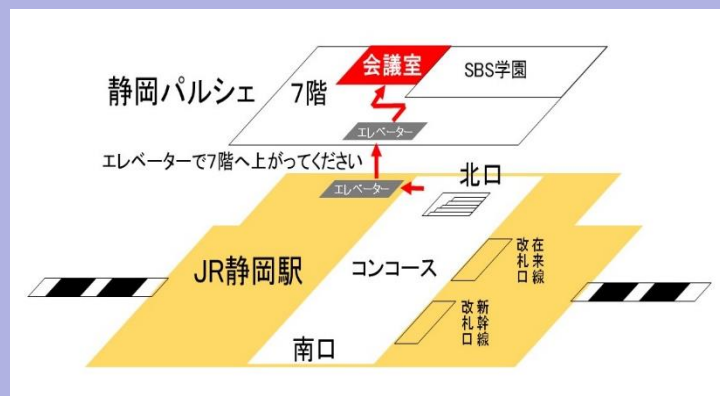 会議室
SBS学園
静岡パルシェ
7階
エレベーター
エレベーターで7階へ上がってください
エレベーター
北口
JR静岡駅
コンコース
在来線
改札口
新幹線
改札口
南口